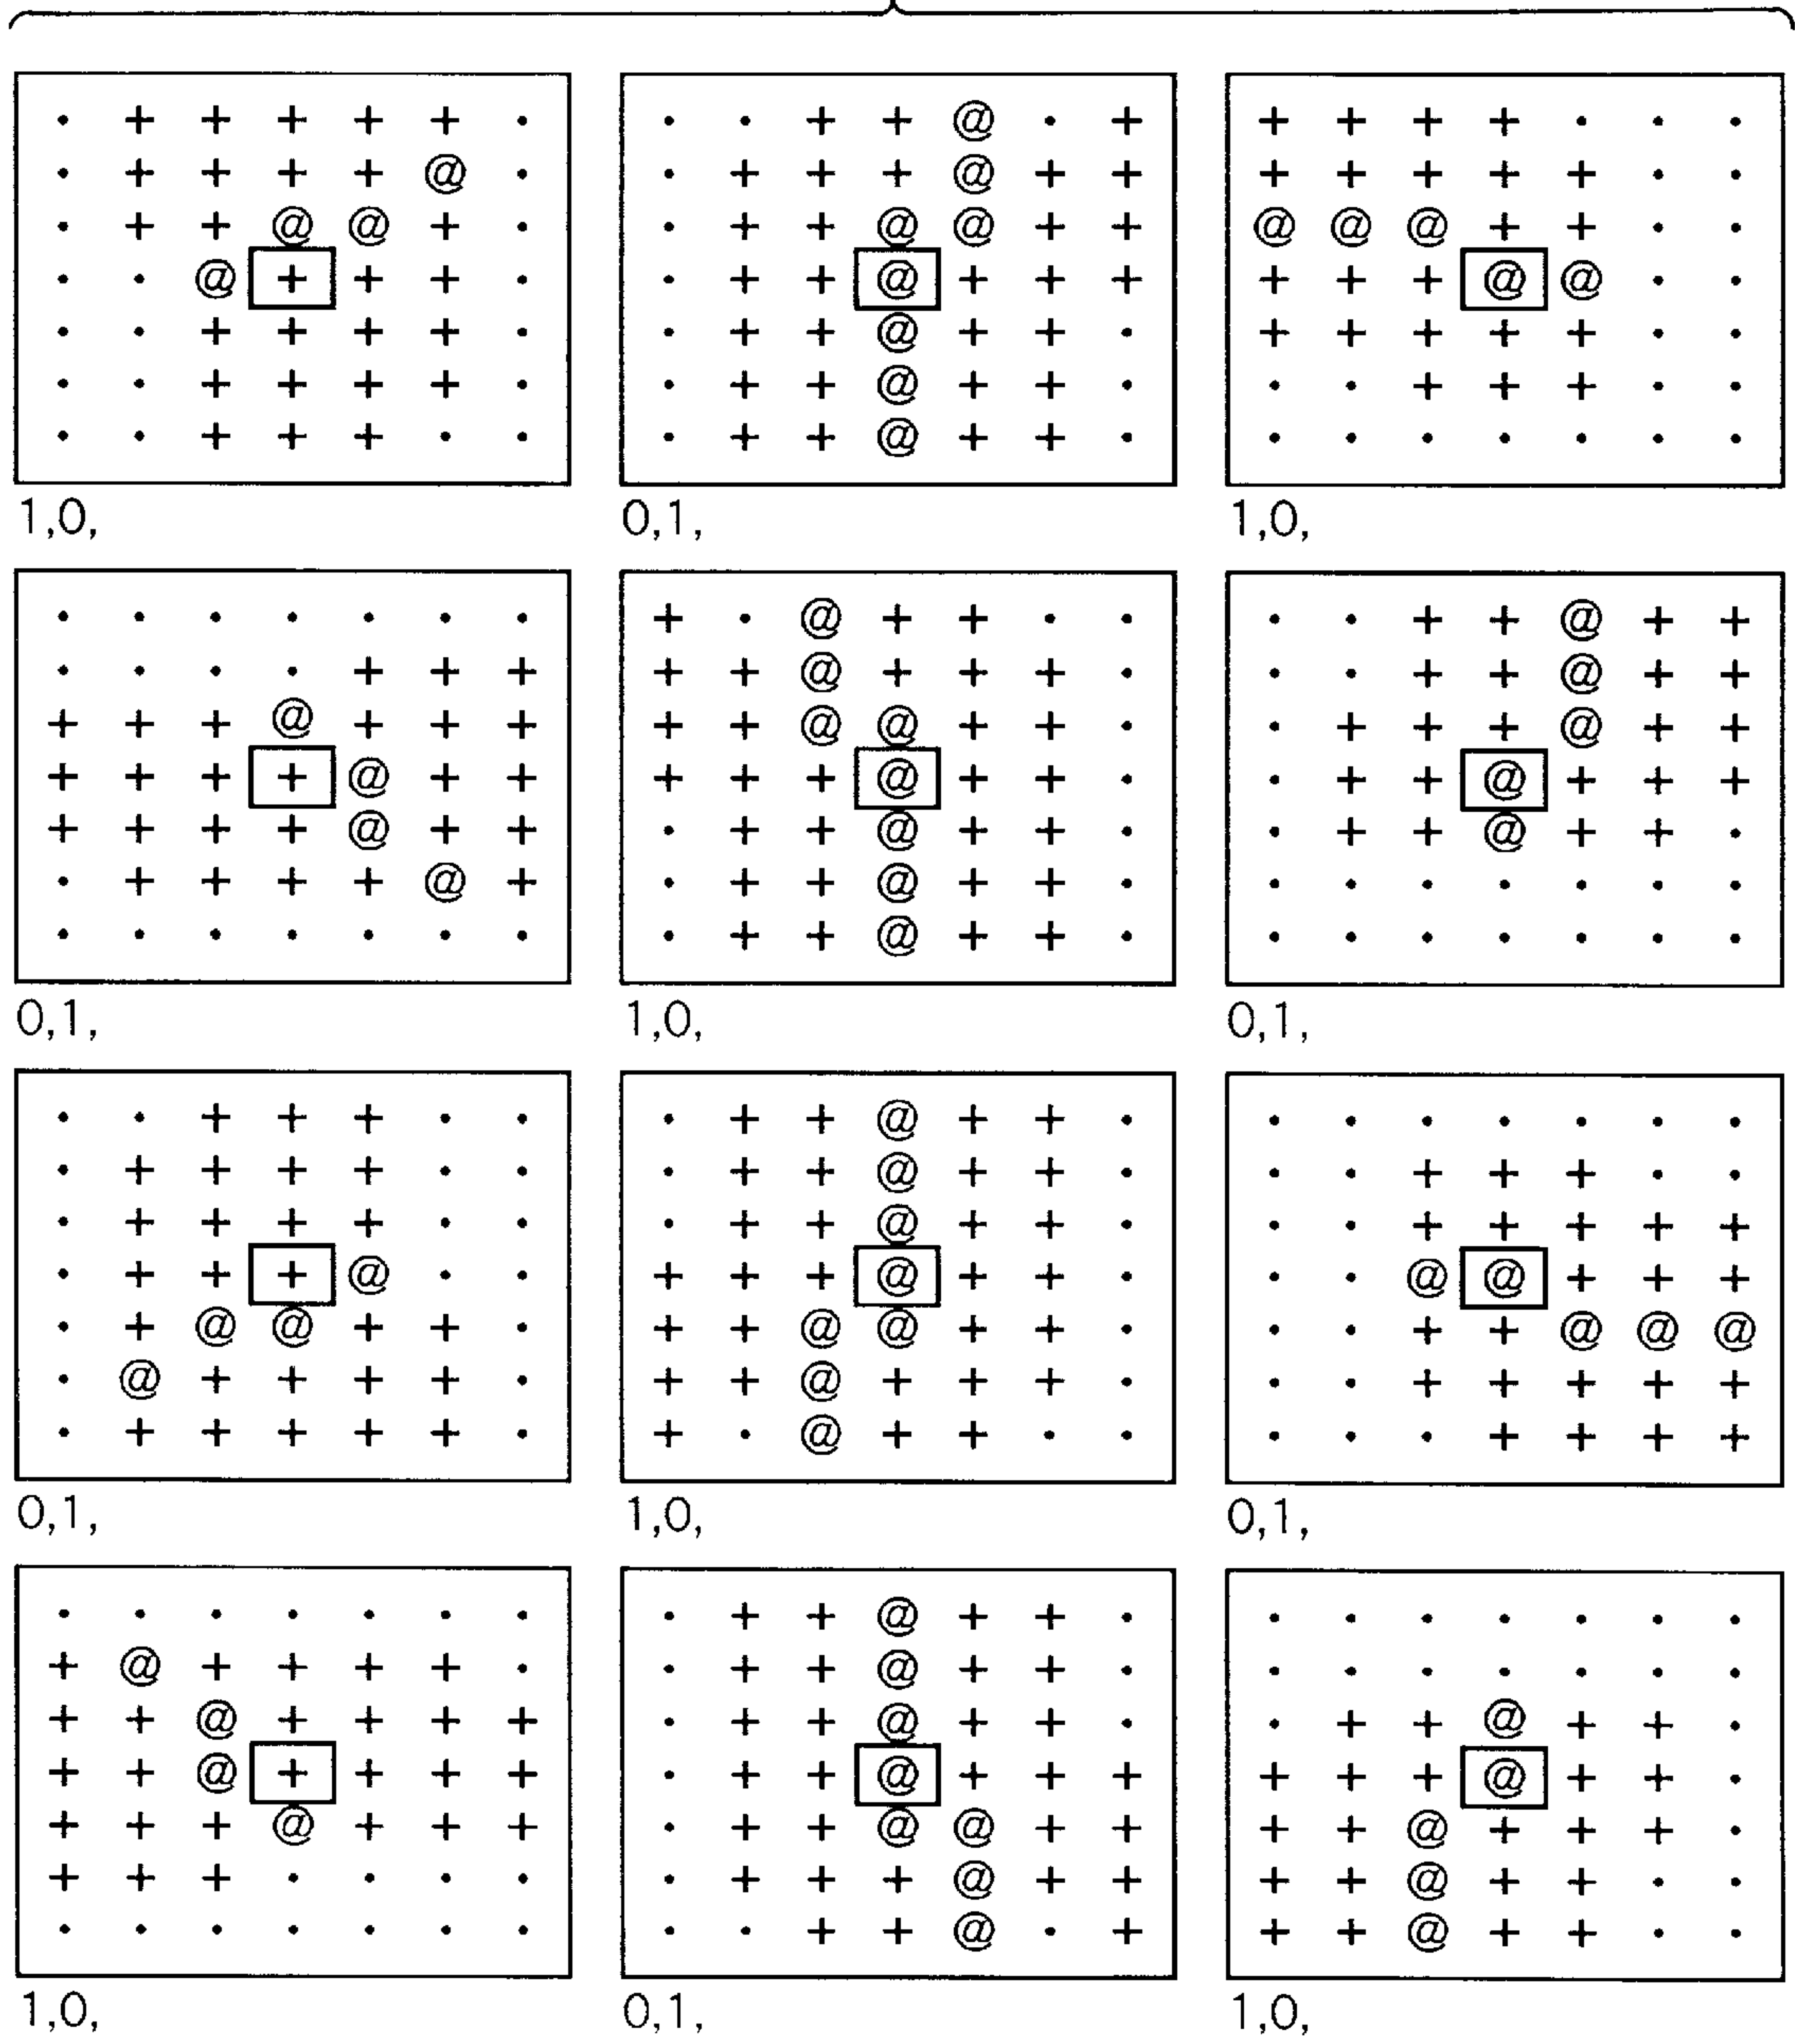 · + + + + + ·
· + + + + @ ·
· + + @ @ + ·
· · @ + + + +
· · + + + + ·
· · + + + + ·
· · + + + · ·
1,0,
· · + + @ · +
· + + + @ + +
· + + @ @ + +
· + + @ + + +
· + + @ + + ·
· + + @ + + ·
· + + @ + + ·
0,1,
+ + + + · · ·
+ + + + + · ·
@ @ @ + + · ·
+ + + @ @ · ·
+ + + + + · ·
· · + + + · ·
· · · · · · ·
1,0,
· · · · · · ·
· · · · + + +
+ + + @ + + +
+ + + + @ + +
+ + + + @ + +
· + + + + @ +
· · · · · · ·
0,1,
+ · @ + + · ·
+ + @ + + + ·
+ + @ @ + + ·
+ + + @ + + ·
· + + @ + + ·
· + + @ + + ·
· + + @ + + ·
1,0,
· · + + @ + +
· · + + @ + +
· + + + @ + +
· + + @ + + +
· + + @ + + ·
· · · · · · ·
· · · · · · ·
0,1,
· · + + + · ·
· + + + + · ·
· + + + + · ·
· + + + @ · ·
· + @ @ + + ·
· @ + + + + ·
· + + + + + ·
0,1,
· + + @ + + ·
· + + @ + + ·
· + + @ + + ·
+ + + @ + + ·
+ + @ @ + + ·
+ + @ + + + ·
+ · @ + + · ·
1,0,
· · · · · · ·
· · + + + · ·
· · + + + + +
· · @ @ + + +
· · + + @ @ @
· · + + + + +
· · · + + + +
0,1,
· · · · · · ·
+ @ + + + + ·
+ + @ + + + +
+ + @ + + + +
+ + + @ + + +
+ + + · · · ·
· · · · · · ·
1,0,
· + + @ + + ·
· + + @ + + ·
· + + @ + + ·
· + + @ + + +
· + + @ @ + +
· + + + @ + +
· · + + @ · +
0,1,
· · · · · · ·
· · · · · · ·
· + + @ + + ·
+ + + @ + + ·
+ + @ + + + ·
+ + @ + + · ·
+ + @ + + · ·
1,0,